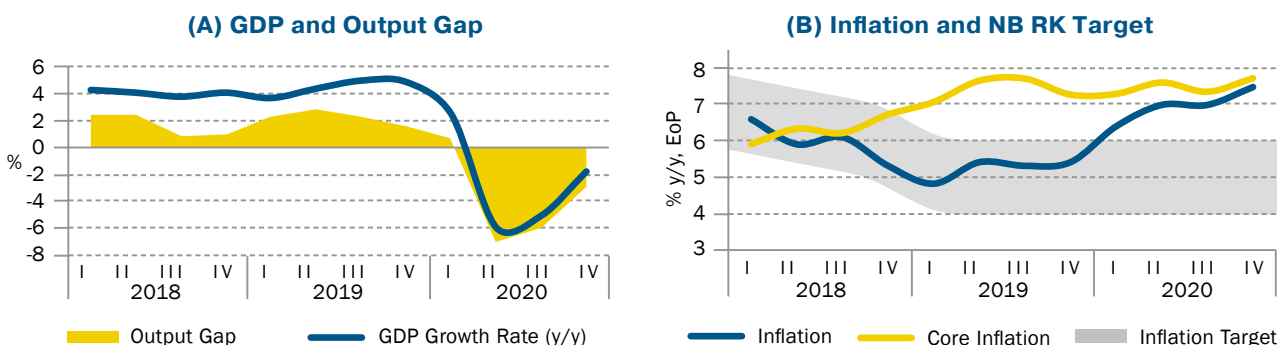 (A) GDP and Output Gap
6
4
2
0
-2
-4
-6
-8
%
I II III IV I II III IV I II III IV
2018 2019 2020
Output Gap GDP Growth Rate (y/y)
(B) Inflation and NB RK Target
8
7
6
5
4
3
% y/y, EoP
I II III IV I II III IV I II III IV
2018 2019 2020
Inflation Core Inflation Inflation Target